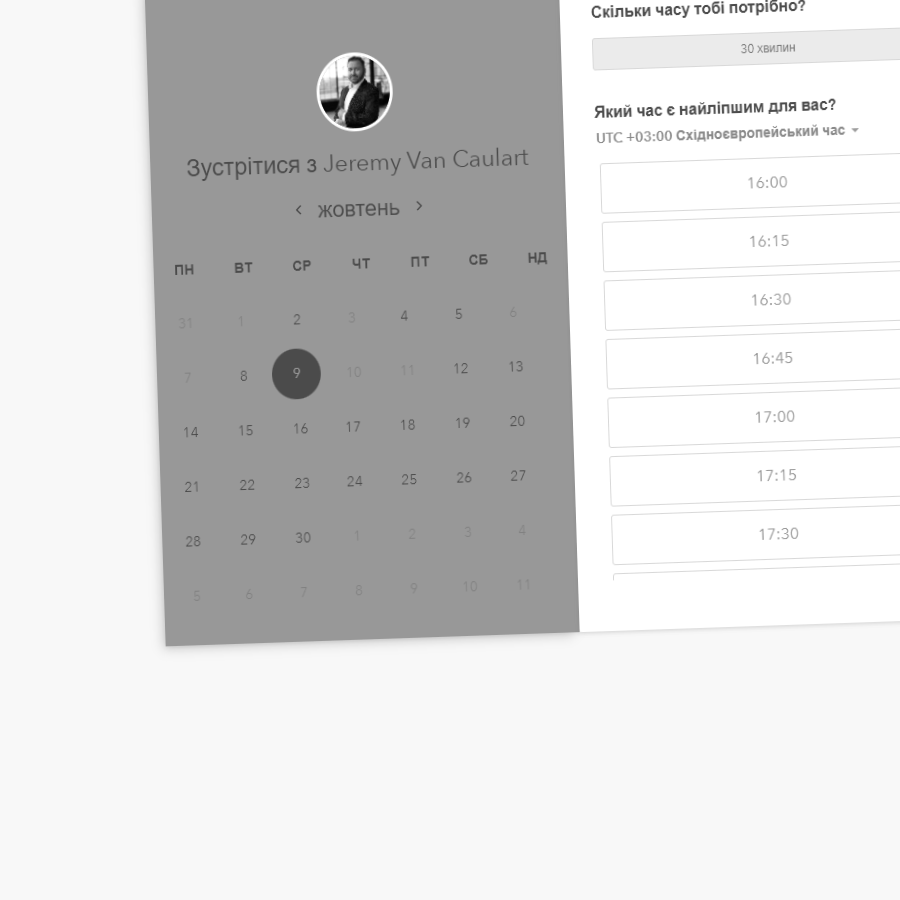 Зустрітися з Jeremy Van Caulart
жовтень
ПН ВТ СР ЧТ ПТ СБ НД
31 1 2 3 4 5 6
7 8 9 10 11 12 13
14 15 16 17 18 19 20
21 22 23 24 25 26 27
28 29 30 1 2 3 4
5 6 7 8 9 10 11
Скільки часу тобі потрібно?
30 хвилин
Який час є найліпшим для вас?
UTC +03:00 Східноєвропейський час
16:00
16:15
16:30
16:45
17:00
17:15
17:30